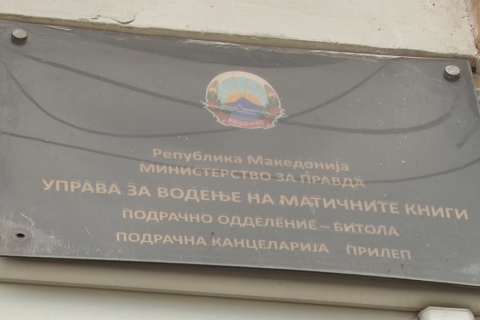 Република Македонија
МИНИСТЕРСТВО ЗА ПРАВДА
УПРАВА ЗА ВОДЕЊЕ НА МАТИЧНИТЕ КНИГИ
ПОДРАЧНО ОДДЕЛЕНИЕ – БИТОЛА
ПОДРАЧНА КАНЦЕЛАРИЈА ПРИЛЕП